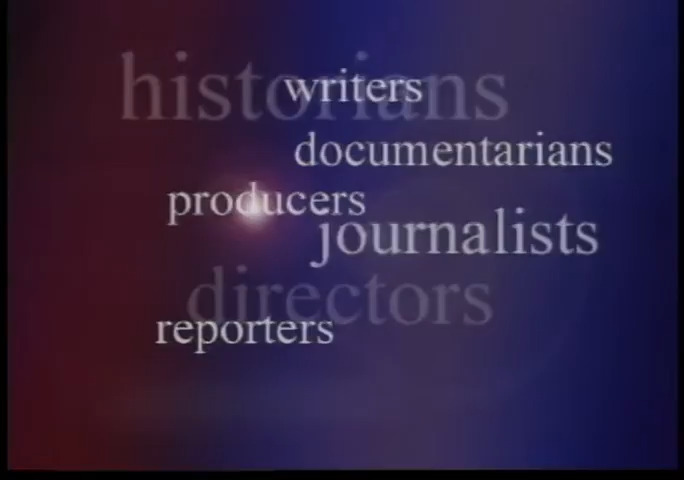 historians
writers
documentarians
producers
journalists
directors
reporters